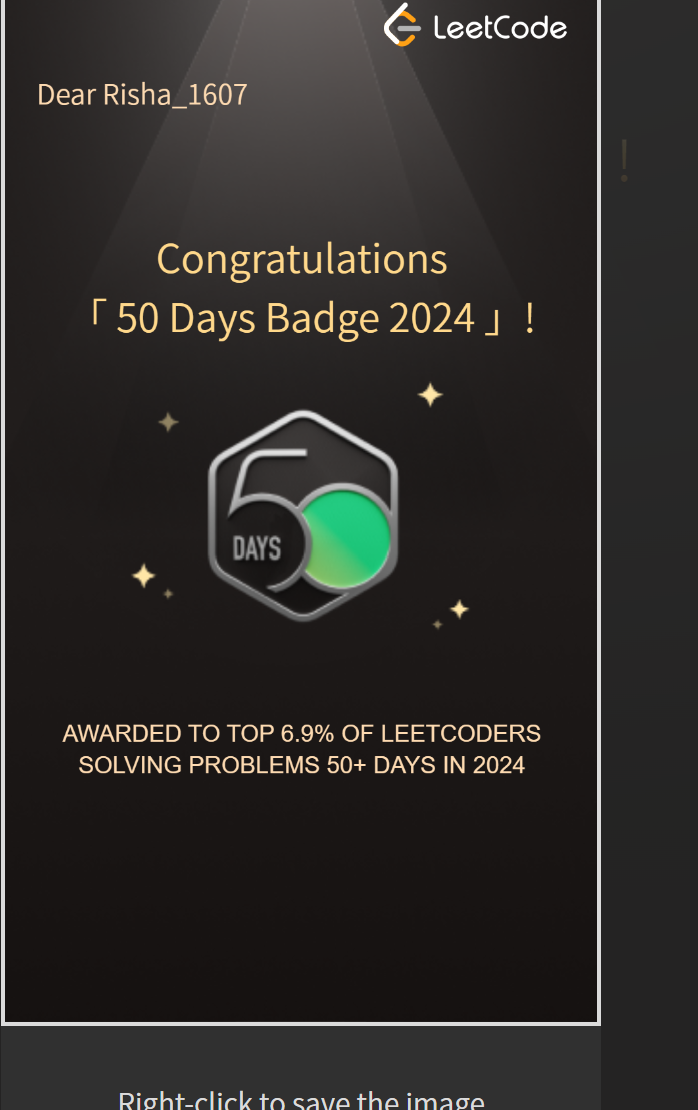 LeetCode
Dear Risha_1607
!
Congratulations
「 50 Days Badge 2024 」 !
50
DAYS
AWARDED TO TOP 6.9% OF LEETCODERS
SOLVING PROBLEMS 50+ DAYS IN 2024
Right-click to save the image